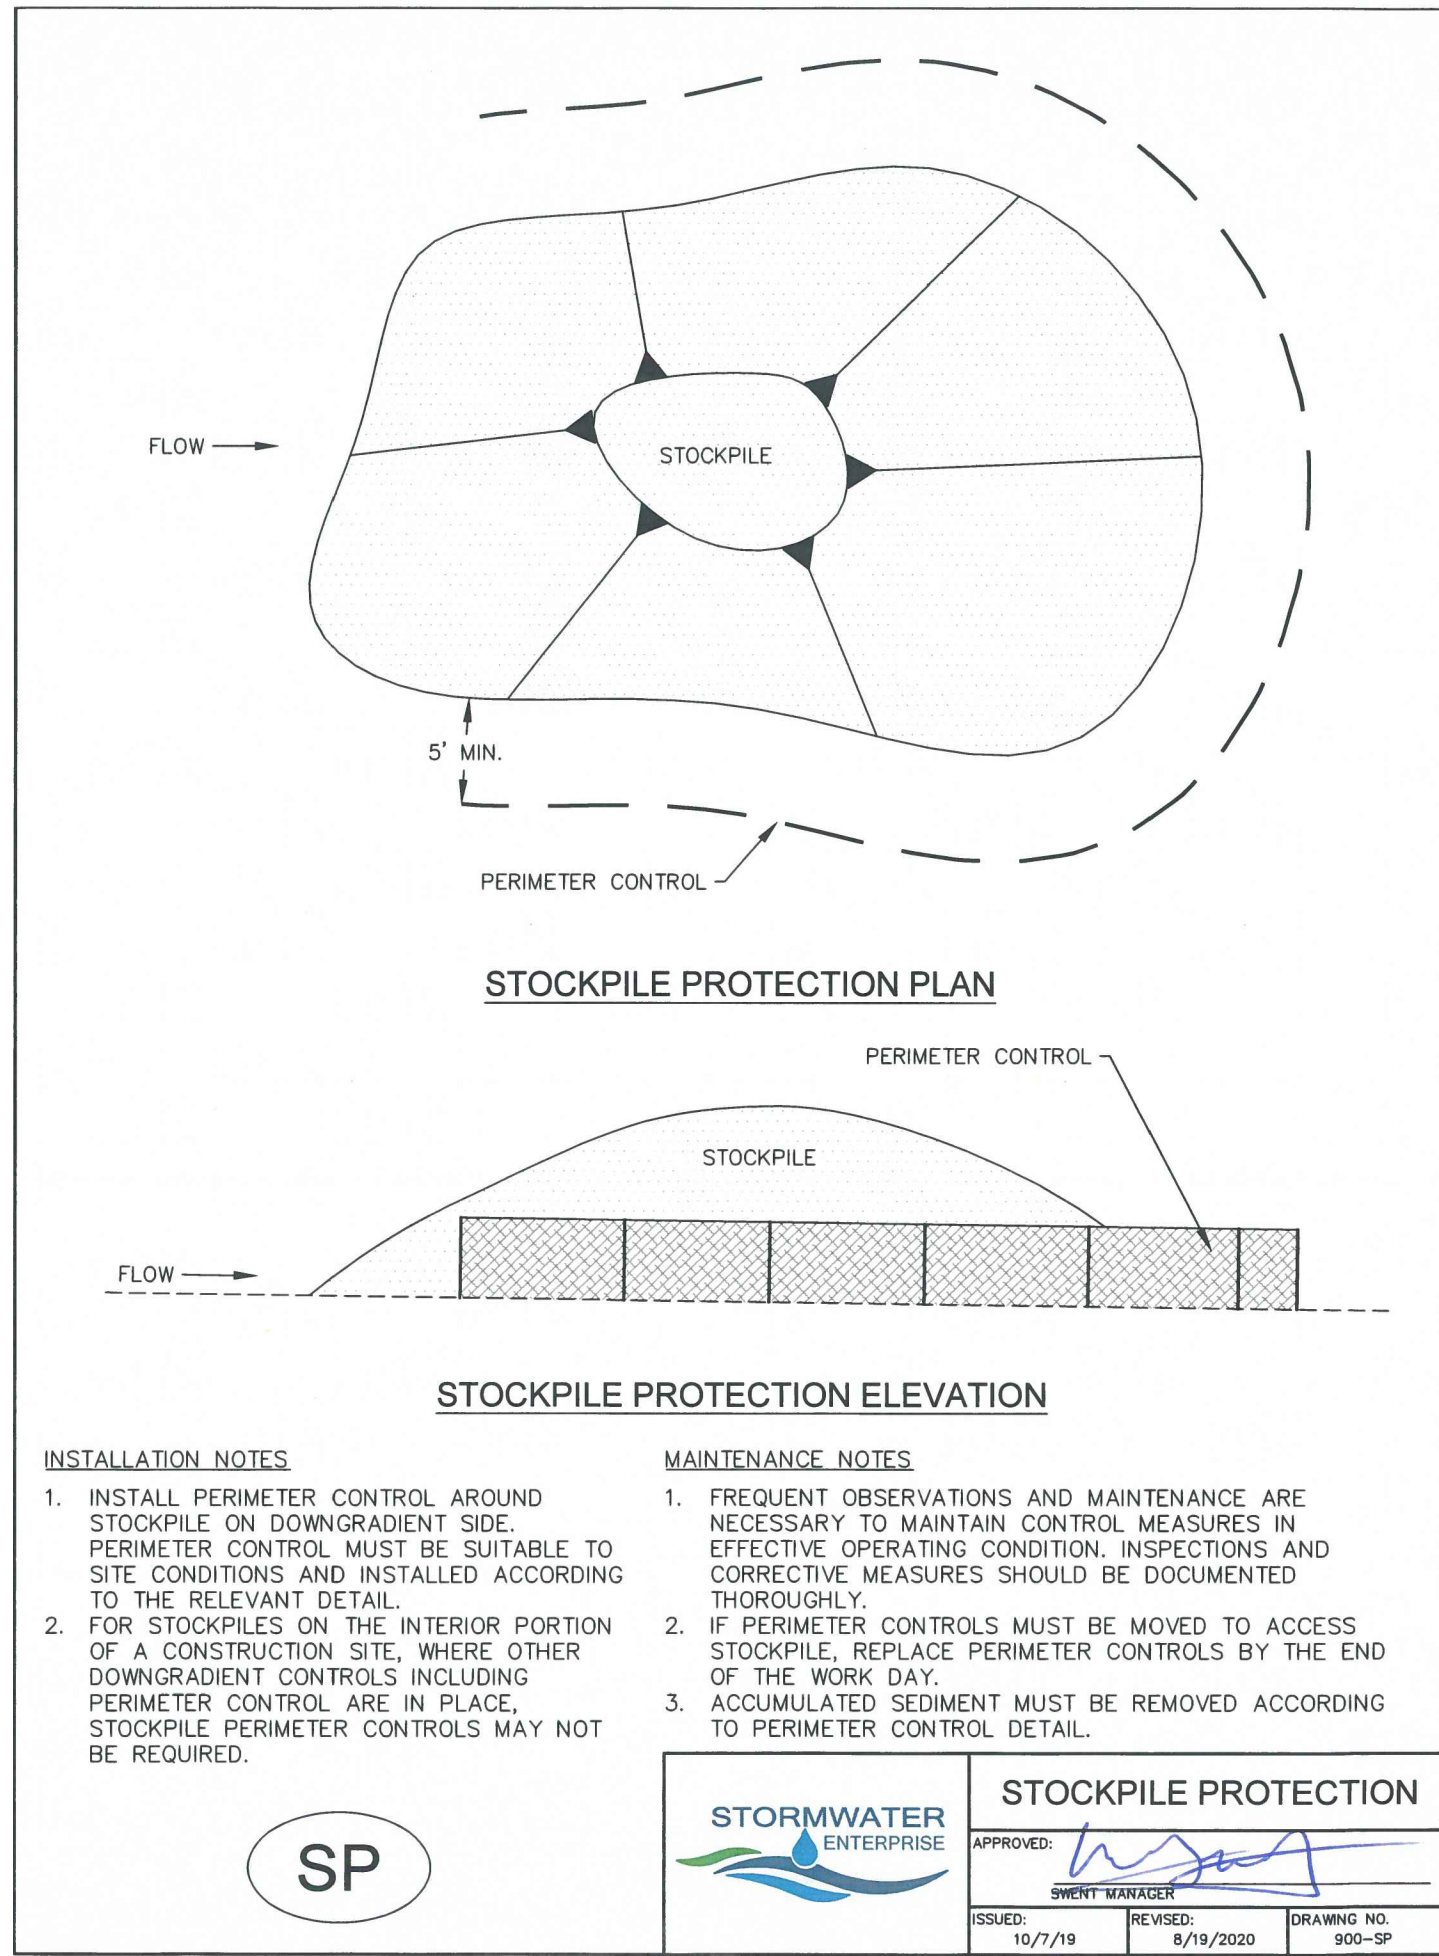 FLOW
STOCKPILE
5' MIN.
PERIMETER CONTROL
STOCKPILE PROTECTION PLAN
PERIMETER CONTROL
STOCKPILE
FLOW
STOCKPILE PROTECTION ELEVATION
INSTALLATION NOTES
1. INSTALL PERIMETER CONTROL AROUND
STOCKPILE ON DOWNGRADIENT SIDE.
PERIMETER CONTROL MUST BE SUITABLE TO
SITE CONDITIONS AND INSTALLED ACCORDING
TO THE RELEVANT DETAIL.
2. FOR STOCKPILES ON THE INTERIOR PORTION
OF A CONSTRUCTION SITE, WHERE OTHER
DOWNGRADIENT CONTROLS INCLUDING
PERIMETER CONTROL ARE IN PLACE,
STOCKPILE PERIMETER CONTROLS MAY NOT
BE REQUIRED.
MAINTENANCE NOTES
1. FREQUENT OBSERVATIONS AND MAINTENANCE ARE
NECESSARY TO MAINTAIN CONTROL MEASURES IN
EFFECTIVE OPERATING CONDITION. INSPECTIONS AND
CORRECTIVE MEASURES SHOULD BE DOCUMENTED
THOROUGHLY.
2. IF PERIMETER CONTROLS MUST BE MOVED TO ACCESS
STOCKPILE, REPLACE PERIMETER CONTROLS BY THE END
OF THE WORK DAY.
3. ACCUMULATED SEDIMENT MUST BE REMOVED ACCORDING
TO PERIMETER CONTROL DETAIL.
SP
STORMWATER
ENTERPRISE
STOCKPILE PROTECTION
APPROVED:
SWENT MANAGER
ISSUED:
10/7/19
REVISED:
8/19/2020
DRAWING NO.
900-SP